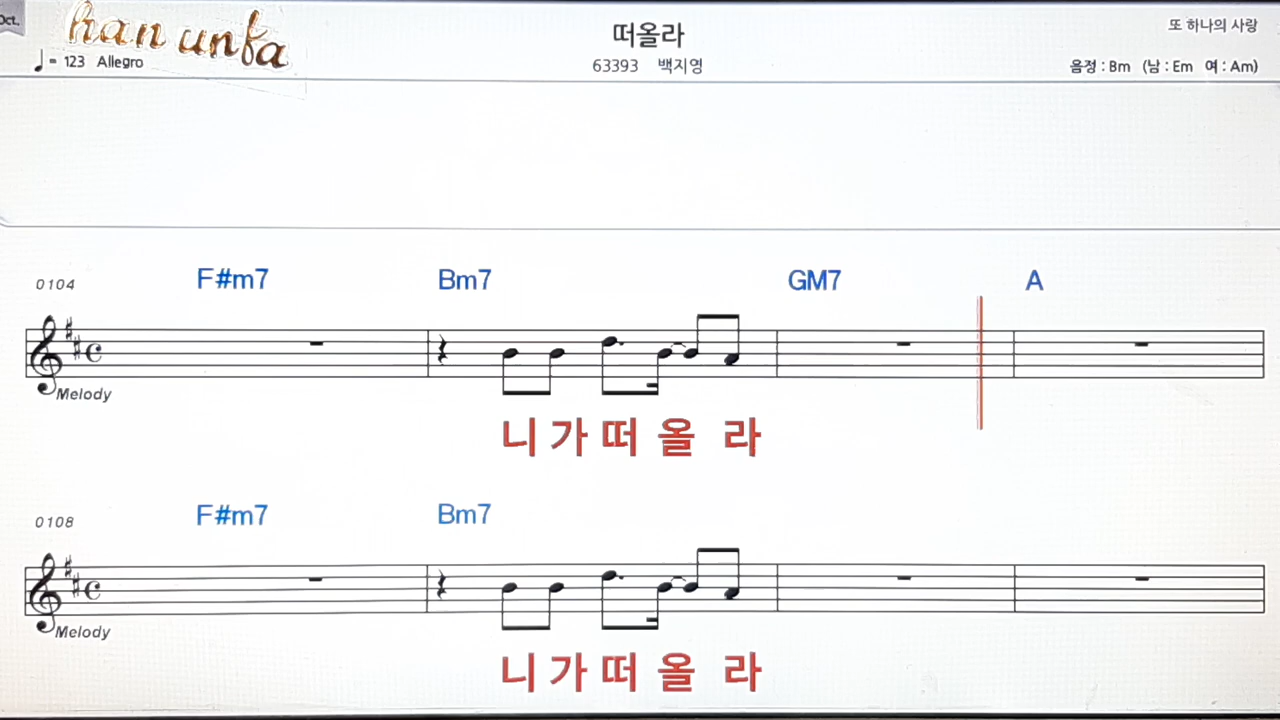 Oct.
han unfa
♩= 123 Allegro
떠올라
63393 백지영
또 하나의 사랑
음정 : Bm (남 : Em 여 : Am)
0104
F#m7 Bm7 GM7 A
Melody
니 가 떠 올 라
0108
F#m7 Bm7
Melody
니 가 떠 올 라